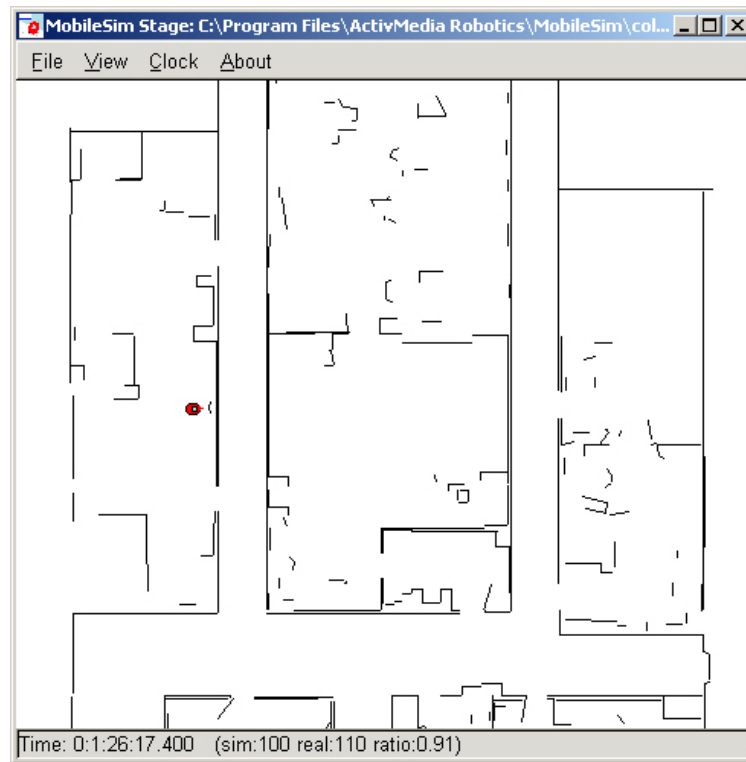 MobileSim Stage: C:\Program Files\ActivMedia Robotics\MobileSim\col...
File View Clock About
Time: 0:1:26:17.400 (sim:100 real:110 ratio:0.91)